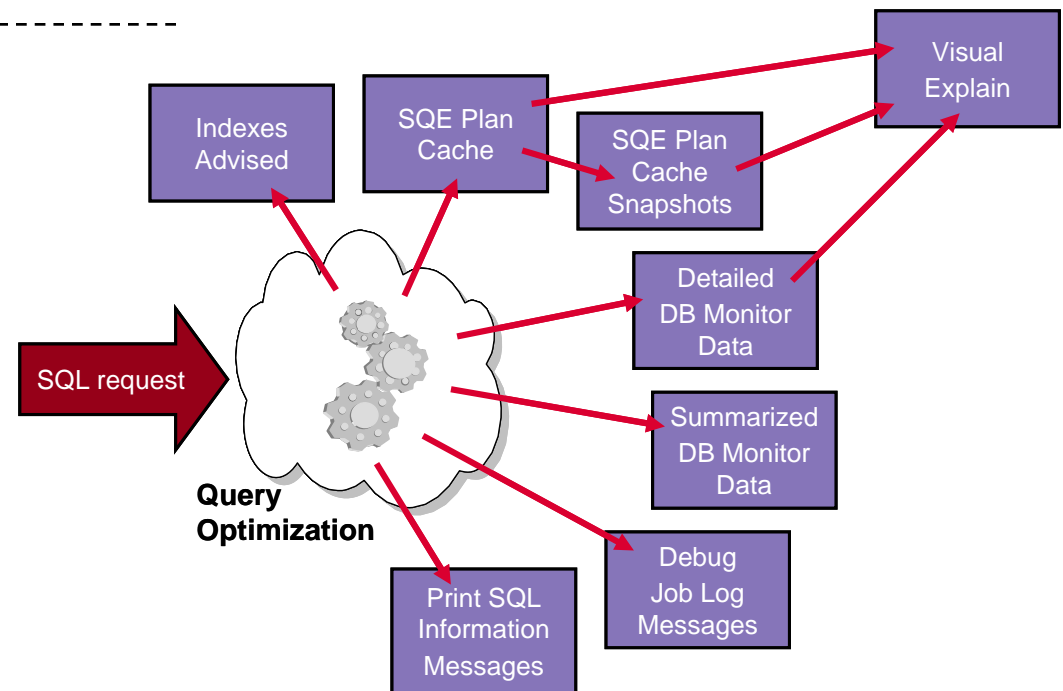 Visual
Explain
Indexes
Advised
SQE Plan
Cache
SQE Plan
Cache
Snapshots
Detailed
DB Monitor
Data
SQL request
Summarized
DB Monitor
Data
Query
Optimization
Debug
Job Log
Messages
Print SQL
Information
Messages